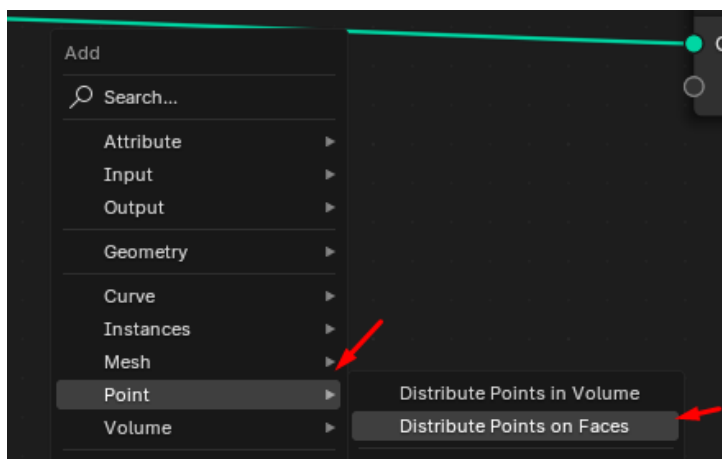 Add
Search...
Attribute
Input
Output
Geometry
Curve
Instances
Mesh
Point
Volume
Distribute Points in Volume
Distribute Points on Faces